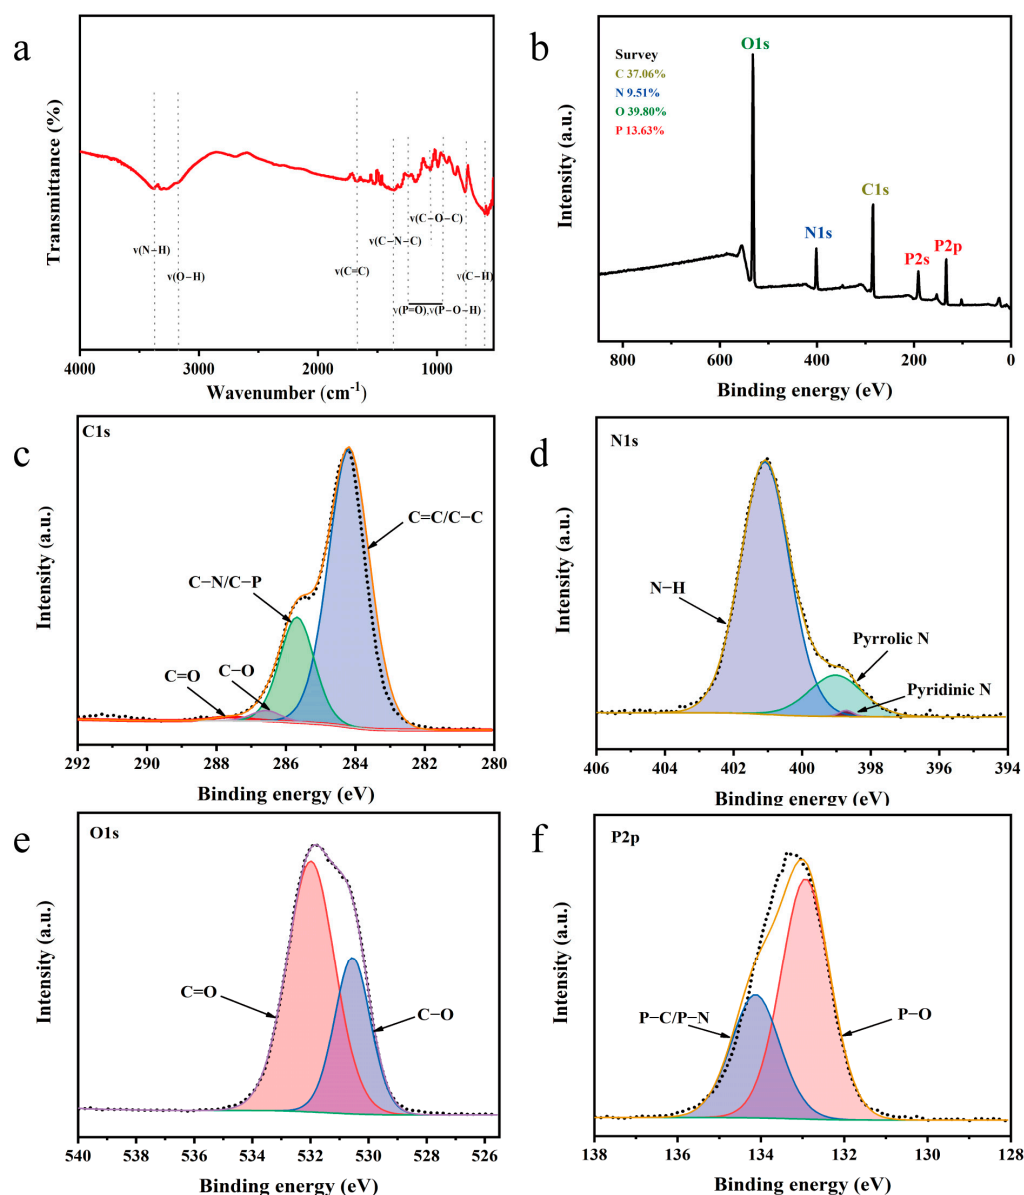 a
Transmittance (%)
ν(N−H)
ν(O−H)
ν(C=C)
ν(C−N−C)
ν(C−O−C)
ν(C−H)
ν(P=O),ν(P−O−H)
4000 3000 2000 1000
Wavenumber (cm⁻¹)
b
Intensity (a.u.)
Survey
C 37.06%
N 9.51%
O 39.80%
P 13.63%
O1s
N1s
C1s
P2s
P2p
800 600 400 200 0
Binding energy (eV)
c
C1s
Intensity (a.u.)
C=C/C−C
C−N/C−P
C−O
C=O
292 290 288 286 284 282 280
Binding energy (eV)
d
N1s
Intensity (a.u.)
N−H
Pyrrolic N
Pyridinic N
406 404 402 400 398 396 394
Binding energy (eV)
e
O1s
Intensity (a.u.)
C=O
C−O
540 535 533 532 530 528 526
Binding energy (eV)
f
P2p
Intensity (a.u.)
P−C/P−N
P−O
138 136 134 133 132 130 128
Binding energy (eV)